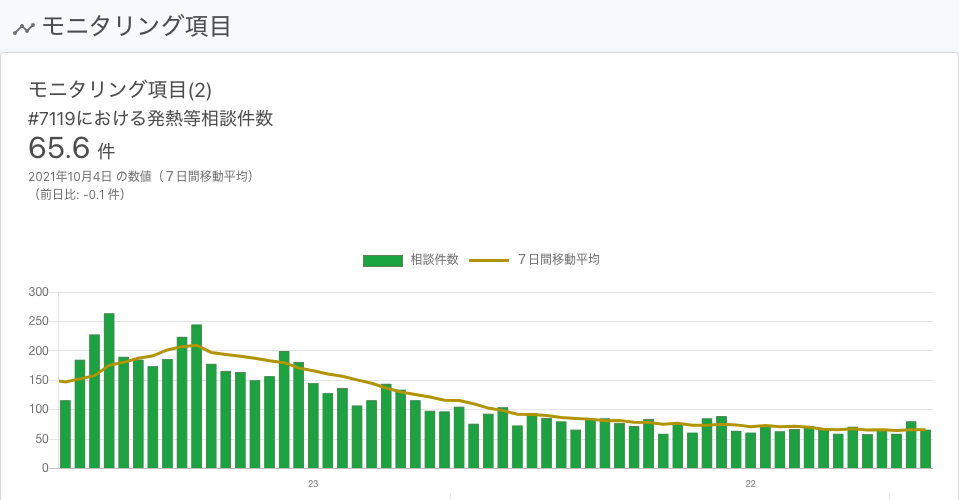 モニタリング項目
モニタリング項目(2)
#7119における発熱等相談件数
65.6 件
2021年10月4日 の数値（７日間移動平均）
（前日比: -0.1 件）
相談件数 ７日間移動平均
300
250
200
150
100
50
0
23 22